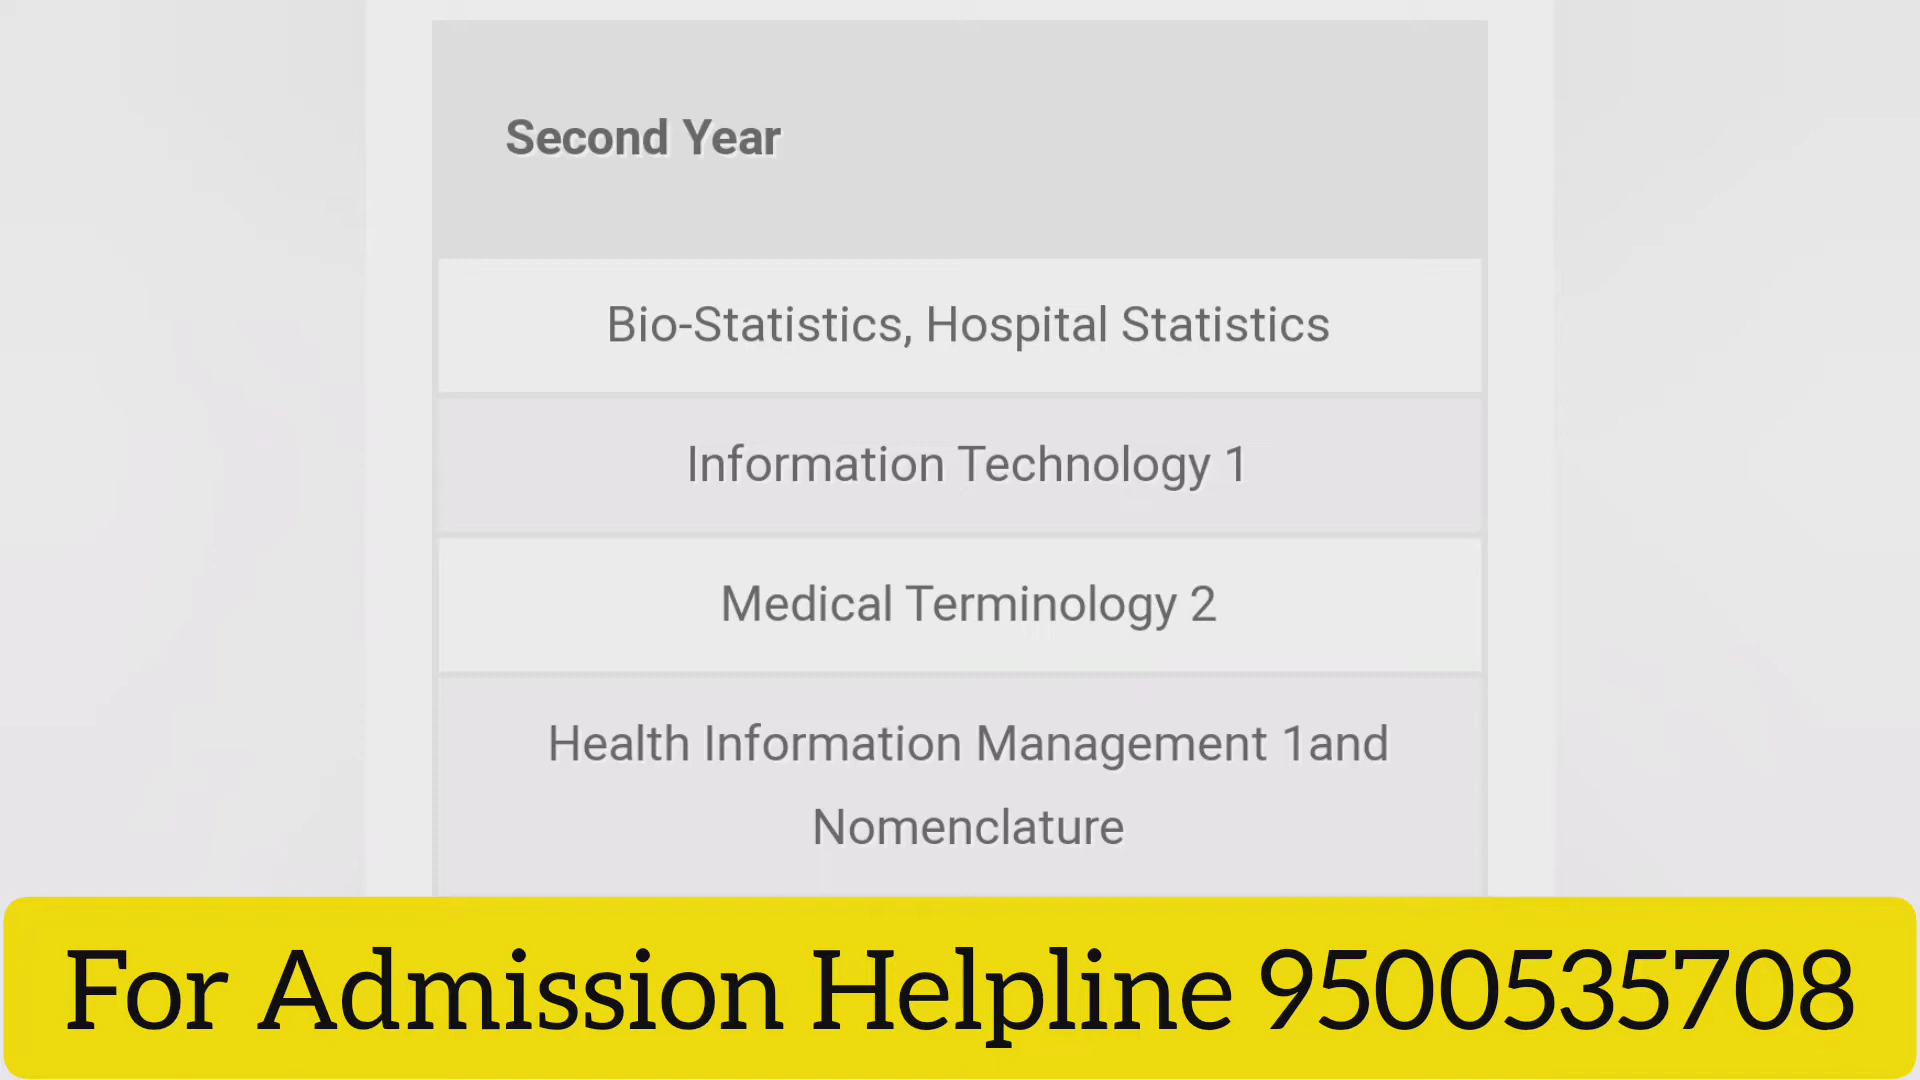 Second Year
Bio-Statistics, Hospital Statistics
Information Technology 1
Medical Terminology 2
Health Information Management 1and
Nomenclature
For Admission Helpline 9500535708